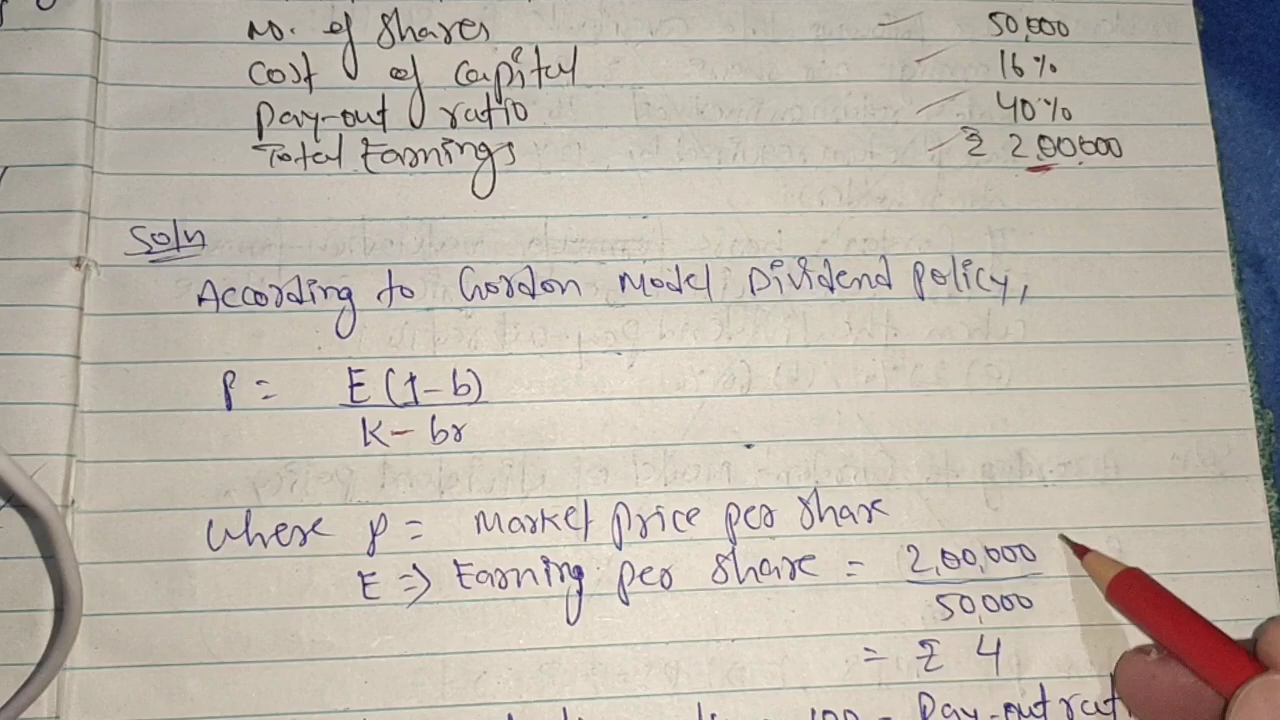 No. of Shares 50,000
Cost of Capital 16%
Pay-out ratio 40%
Total Earnings ₹ 2,00,000
Soln
According to Gordon Model Dividend Policy,
P = E (1-b)
K - br
Where P = Market Price per Share
E => Earning per Share = 2,00,000
50,000
= ₹ 4
100 - Pay-out rat